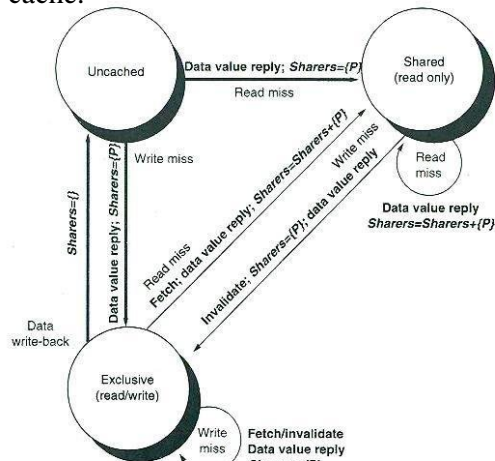 cache.
Uncached
Data value reply; Sharers={P}
Read miss
Shared
(read only)
Write miss
Read
miss
Data value reply
Sharers=Sharers+{P}
Sharers={}
Data value reply; Sharers={P}
Read miss
Fetch; data value reply; Sharers=Sharers+{P}
Write miss
Invalidate; Sharers={P}; data value reply
Data
write-back
Exclusive
(read/write)
Write
miss
Fetch/invalidate
Data value reply